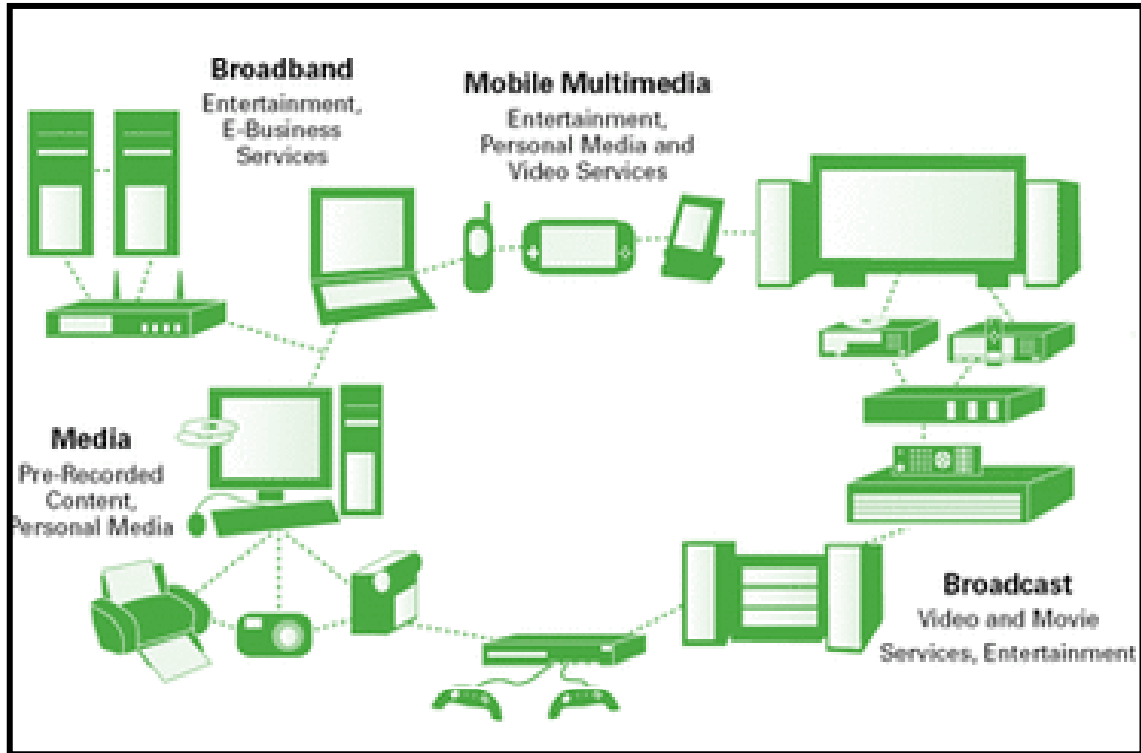 Broadband
Entertainment,
E-Business
Services
Mobile Multimedia
Entertainment,
Personal Media and
Video Services
Media
Pre-Recorded
Content,
Personal Media
Broadcast
Video and Movie
Services, Entertainment